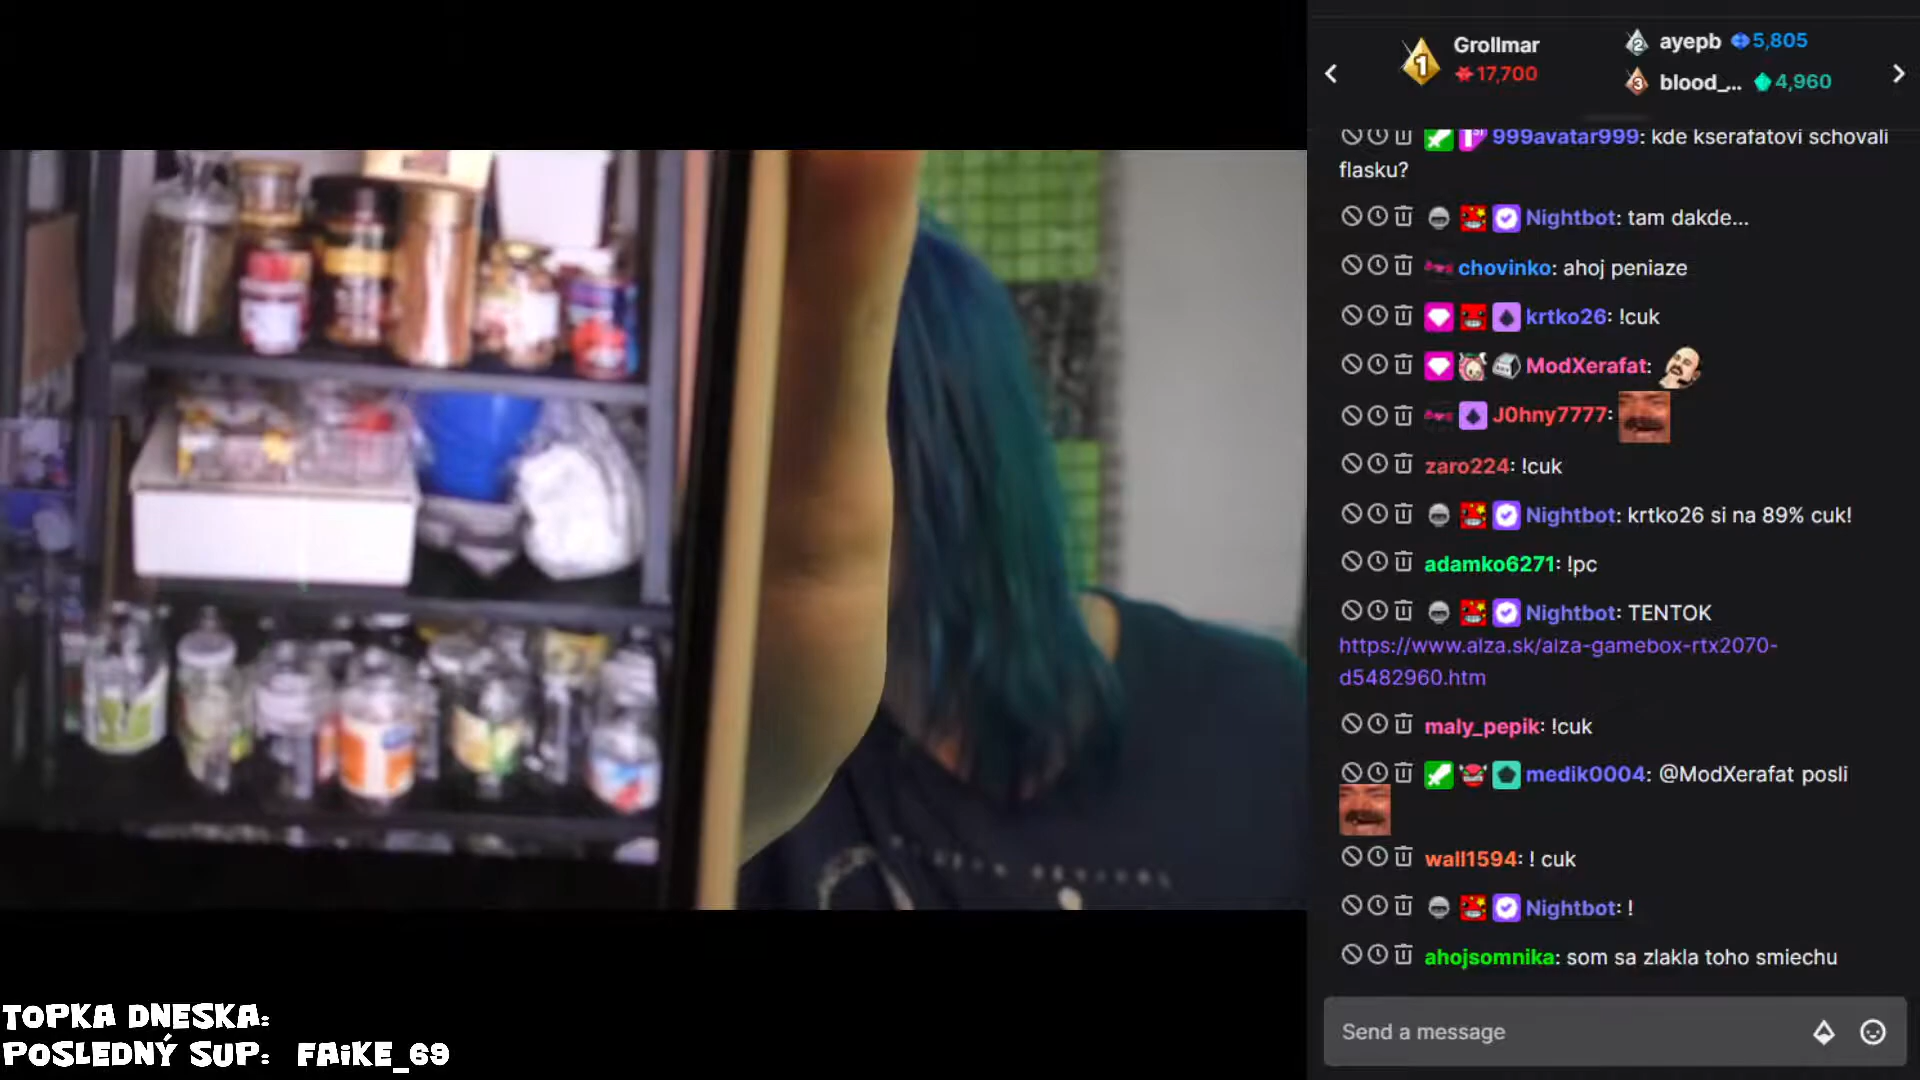 Grollmar
17,700
ayepb 5,805
blood_... 4,960
1
2
3
999avatar999: kde kserafatovi schovali
flasku?
Nightbot: tam dakde...
chovinko: ahoj peniaze
krtko26: !cuk
ModXerafat:
J0hny7777:
zaro224: !cuk
Nightbot: krtko26 si na 89% cuk!
adamko6271: !pc
Nightbot: TENTOK
https://www.alza.sk/alza-gamebox-rtx2070-
d5482960.htm
maly_pepik: !cuk
medik0004: @ModXerafat posli
wall1594: ! cuk
Nightbot: !
ahojsomnika: som sa zlakla toho smiechu
Send a message
TOPKA DNESKA:
POSLEDNÝ SUP: FAiKE_69